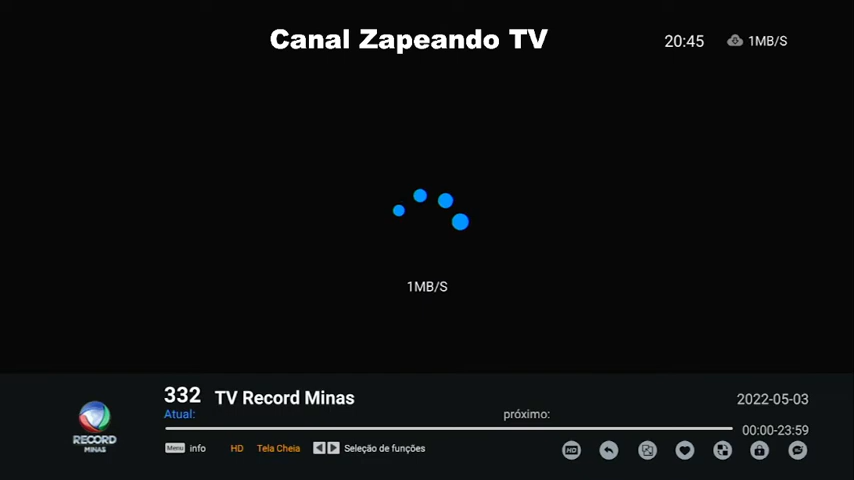 Canal Zapeando TV
20:45
1MB/S
1MB/S
332 TV Record Minas
2022-05-03
Atual:
próximo:
00:00-23:59
RECORD
MINAS
Menu info HD Tela Cheia Seleção de funções
HD